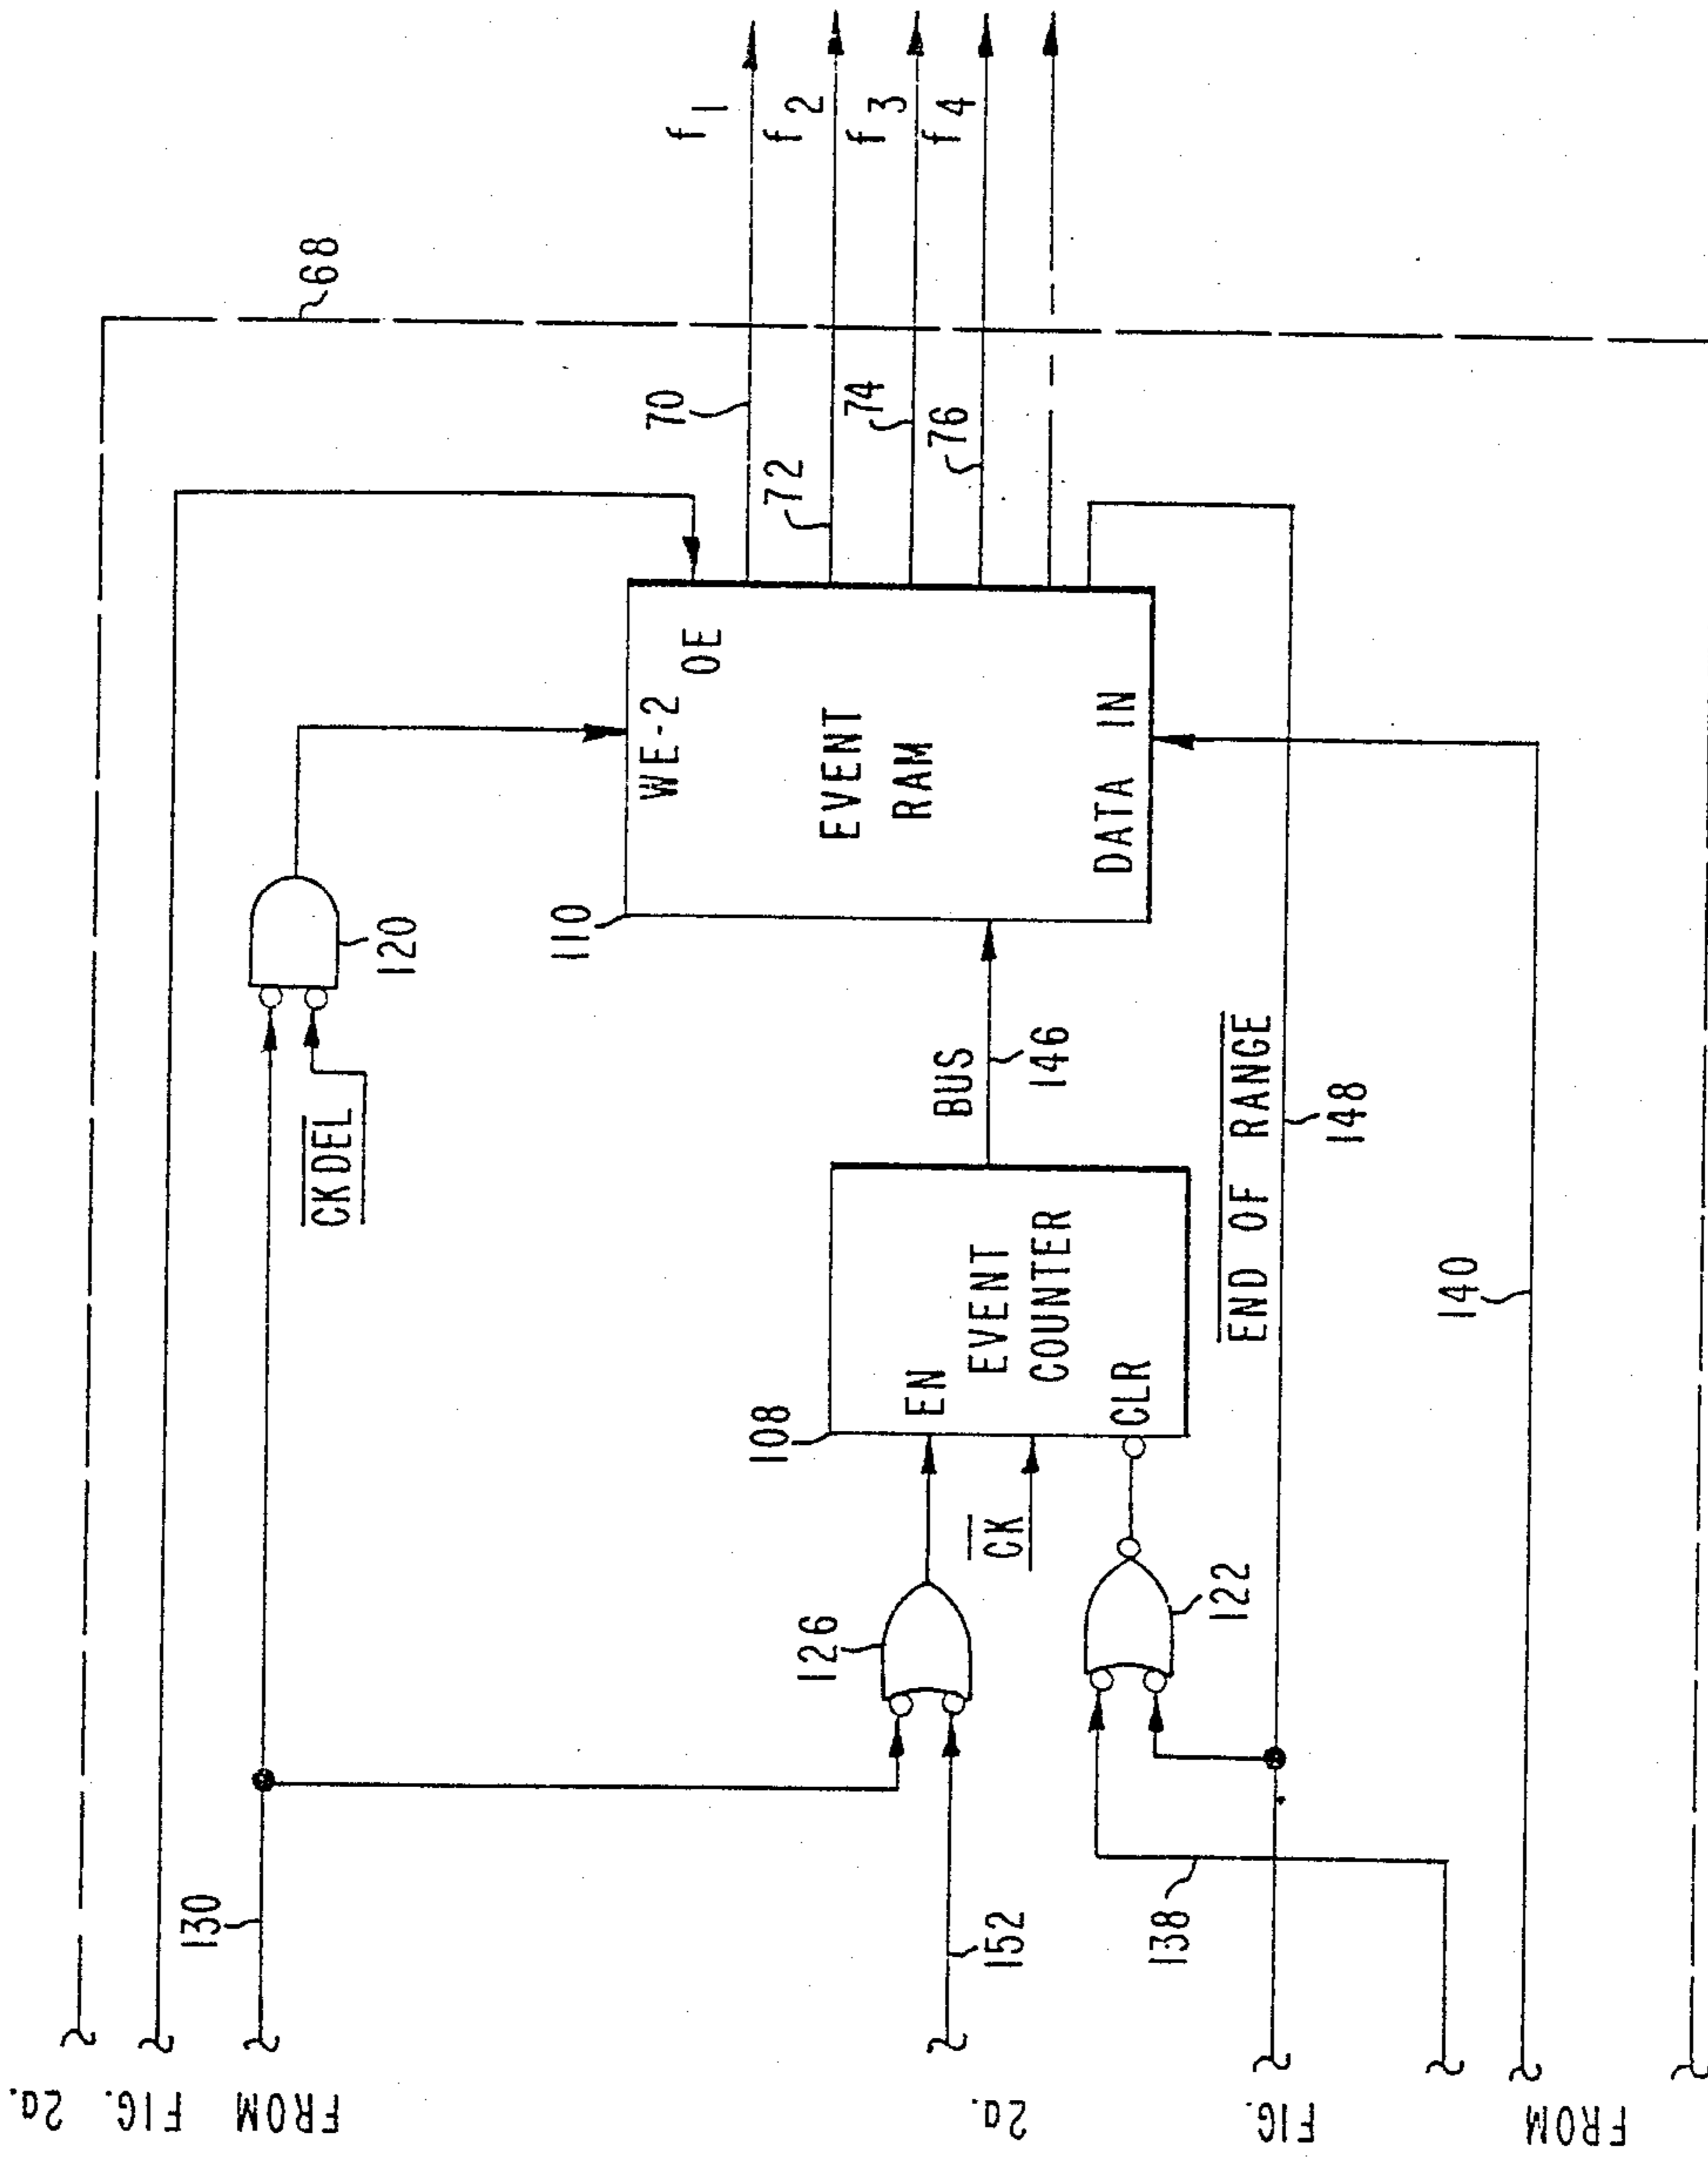 FROM FIG. 2a.
130
CKDEL
120
68
WE-2
OE
EVENT
RAM
DATA IN
110
70
f1
72
f2
74
f3
76
f4
126
152
108
EN
CK
EVENT
COUNTER
CLR
BUS
146
122
138
END OF RANGE
148
140
FROM FIG. 2a.